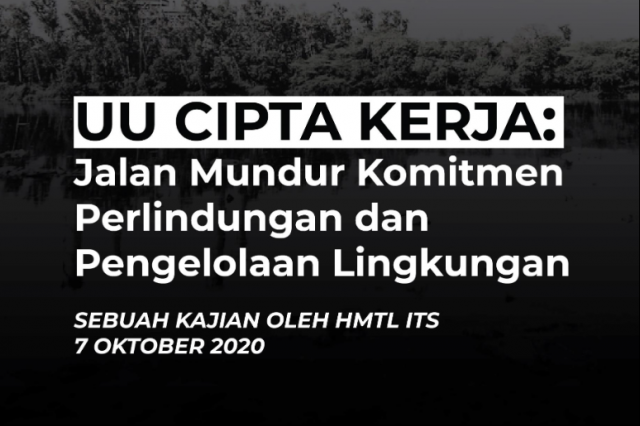 UU CIPTA KERJA:
Jalan Mundur Komitmen
Perlindungan dan
Pengelolaan Lingkungan
SEBUAH KAJIAN OLEH HMTL ITS
7 OKTOBER 2020